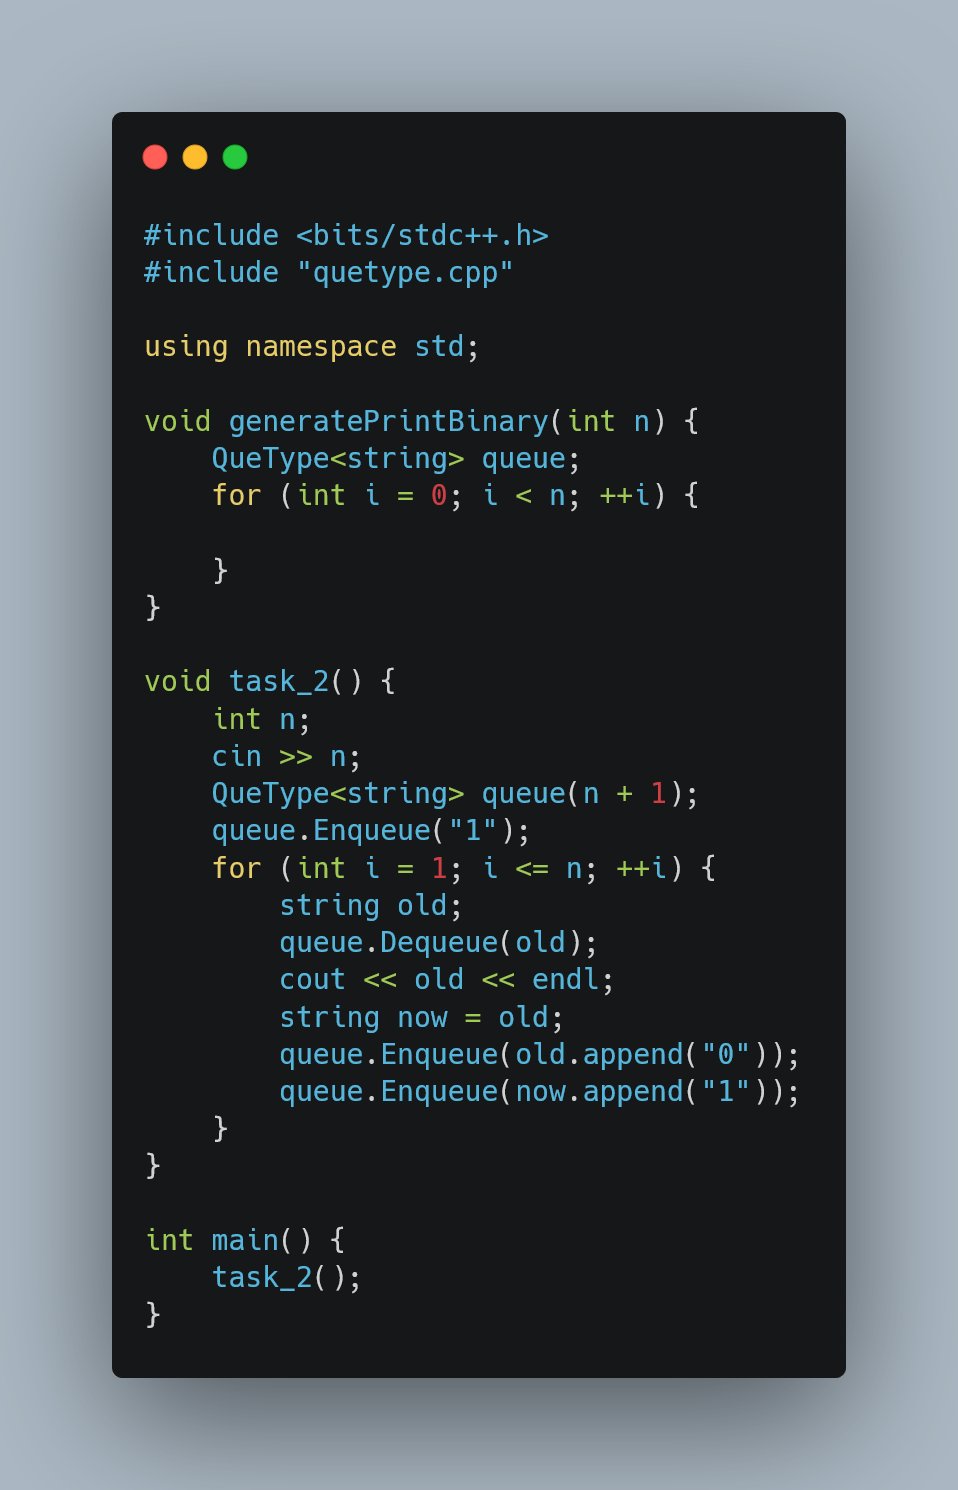 #include <bits/stdc++.h>
#include "quetype.cpp"

using namespace std;

void generatePrintBinary(int n) {
    QueType<string> queue;
    for (int i = 0; i < n; ++i) {

    }
}

void task_2() {
    int n;
    cin >> n;
    QueType<string> queue(n + 1);
    queue.Enqueue("1");
    for (int i = 1; i <= n; ++i) {
        string old;
        queue.Dequeue(old);
        cout << old << endl;
        string now = old;
        queue.Enqueue(old.append("0"));
        queue.Enqueue(now.append("1"));
    }
}

int main() {
    task_2();
}